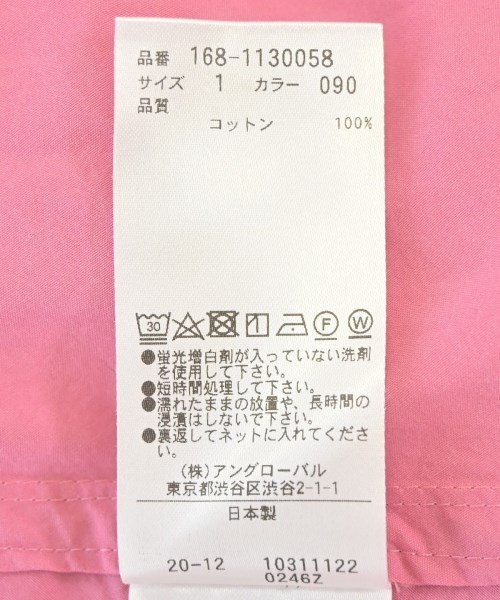 品番 168-1130058
サイズ 1 カラー 090
品質
コットン 100%
30 F W
●蛍光増白剤が入っていない洗剤
を使用して下さい。
●短時間処理して下さい。
●濡れたままの放置や、長時間の
浸漬はしないで下さい。
●裏返してネットに入れてくださ
い。
(株)アングローバル
東京都渋谷区渋谷2-1-1
日本製
20-12 10311122
0246Z